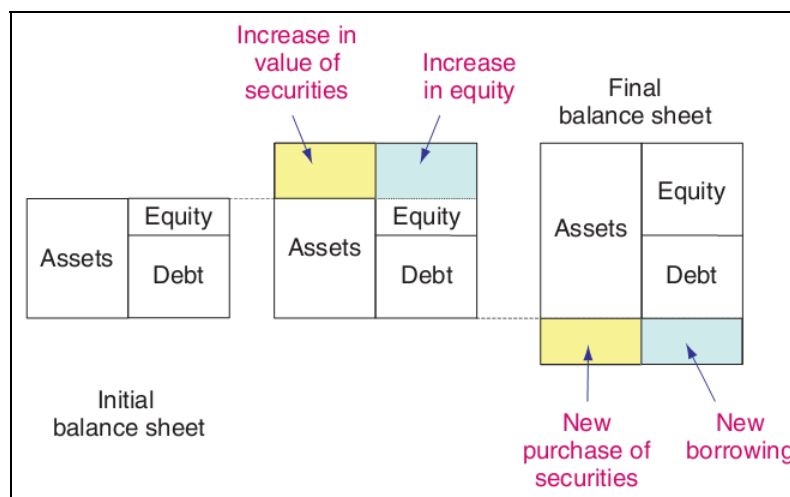 Increase in
value of
securities
Increase
in equity
Final
balance sheet
Assets
Equity
Debt
Assets
Equity
Debt
Assets
Equity
Debt
Initial
balance sheet
New
purchase of
securities
New
borrowing